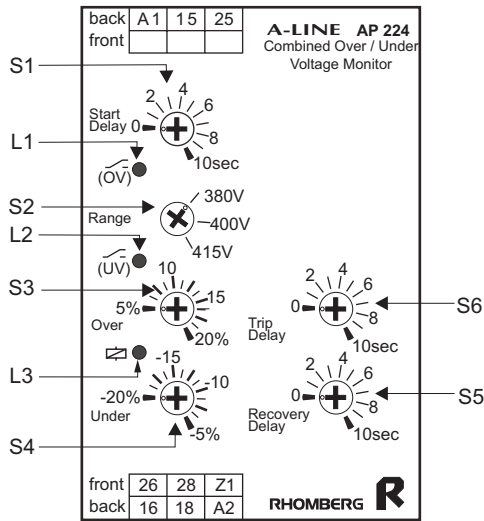 back A1 15 25
front
A-LINE AP 224
Combined Over / Under
Voltage Monitor
S1
Start
Delay 0 2 4 6 8 10sec
L1
(OV)
S2
Range 380V
400V
415V
L2
(UV)
S3
Over 5% 10 15 20%
L3
S4
Under -20% -15 -10 -5%
Trip
Delay 0 2 4 6 8 10sec
S6
Recovery
Delay 0 2 4 6 8 10sec
S5
front 26 28 Z1
back 16 18 A2
RHOMBERG R